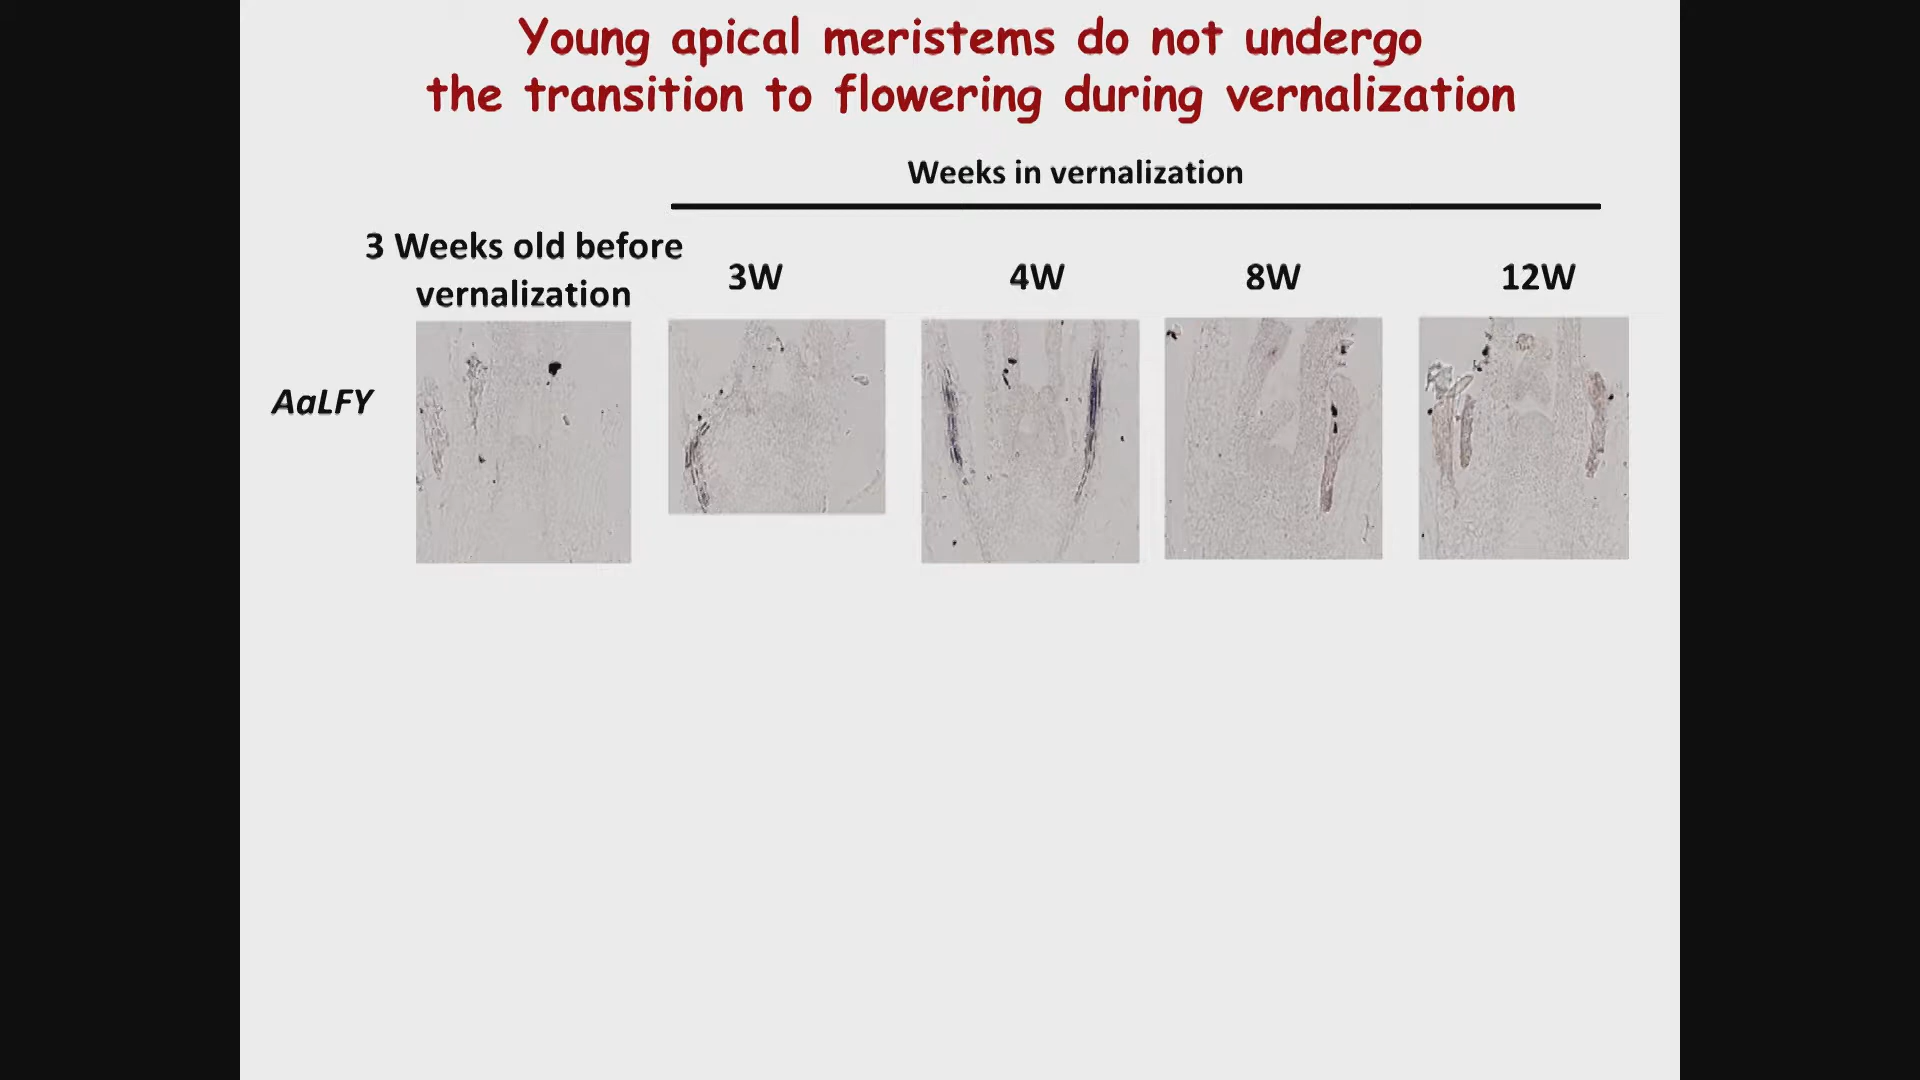 Young apical meristems do not undergo
the transition to flowering during vernalization
Weeks in vernalization
3 Weeks old before
vernalization
3W
4W
8W
12W
AaLFY